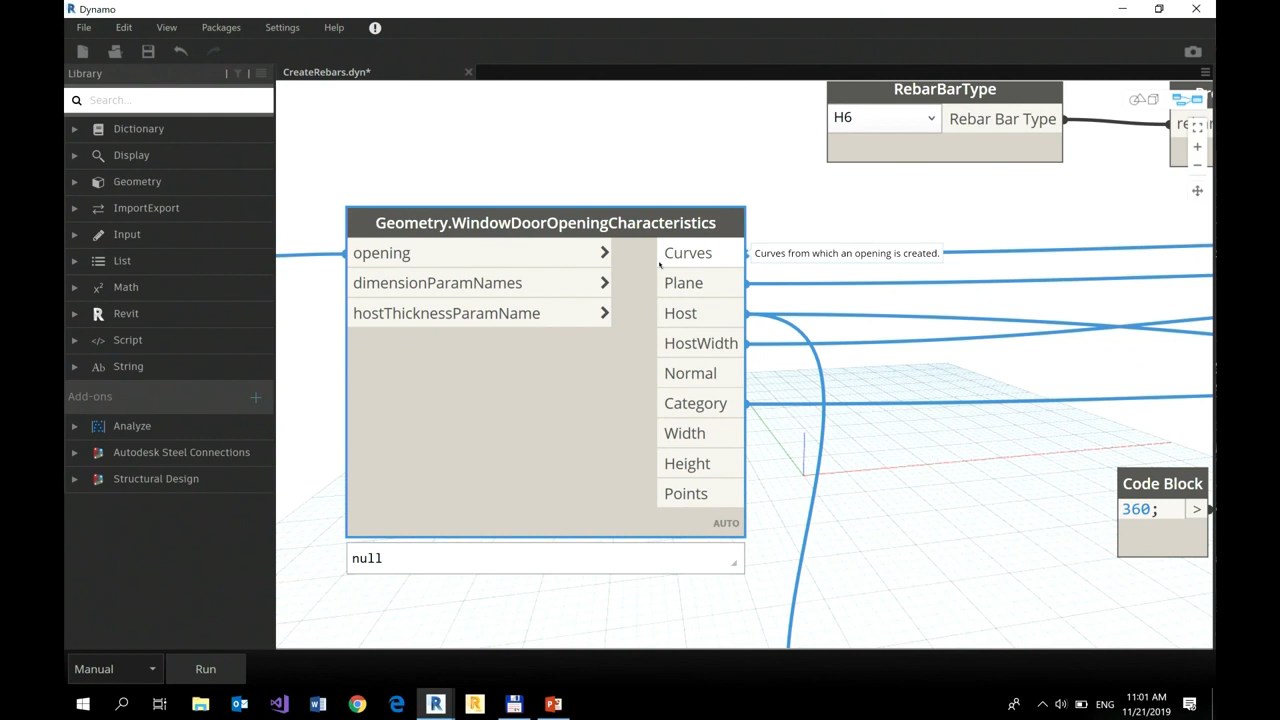 Dynamo
File Edit View Packages Settings Help
Library
CreateRebars.dyn*
Search...
Dictionary
Display
Geometry
ImportExport
Input
List
Math
Revit
Script
String
Add-ons
Analyze
Autodesk Steel Connections
Structural Design
RebarBarType
H6
Rebar Bar Type
Geometry.WindowDoorOpeningCharacteristics
opening
dimensionParamNames
hostThicknessParamName
Curves
Plane
Host
HostWidth
Normal
Category
Width
Height
Points
AUTO
null
Curves from which an opening is created.
Code Block
360;
>
Manual
Run
ENG
11:01 AM
11/21/2019